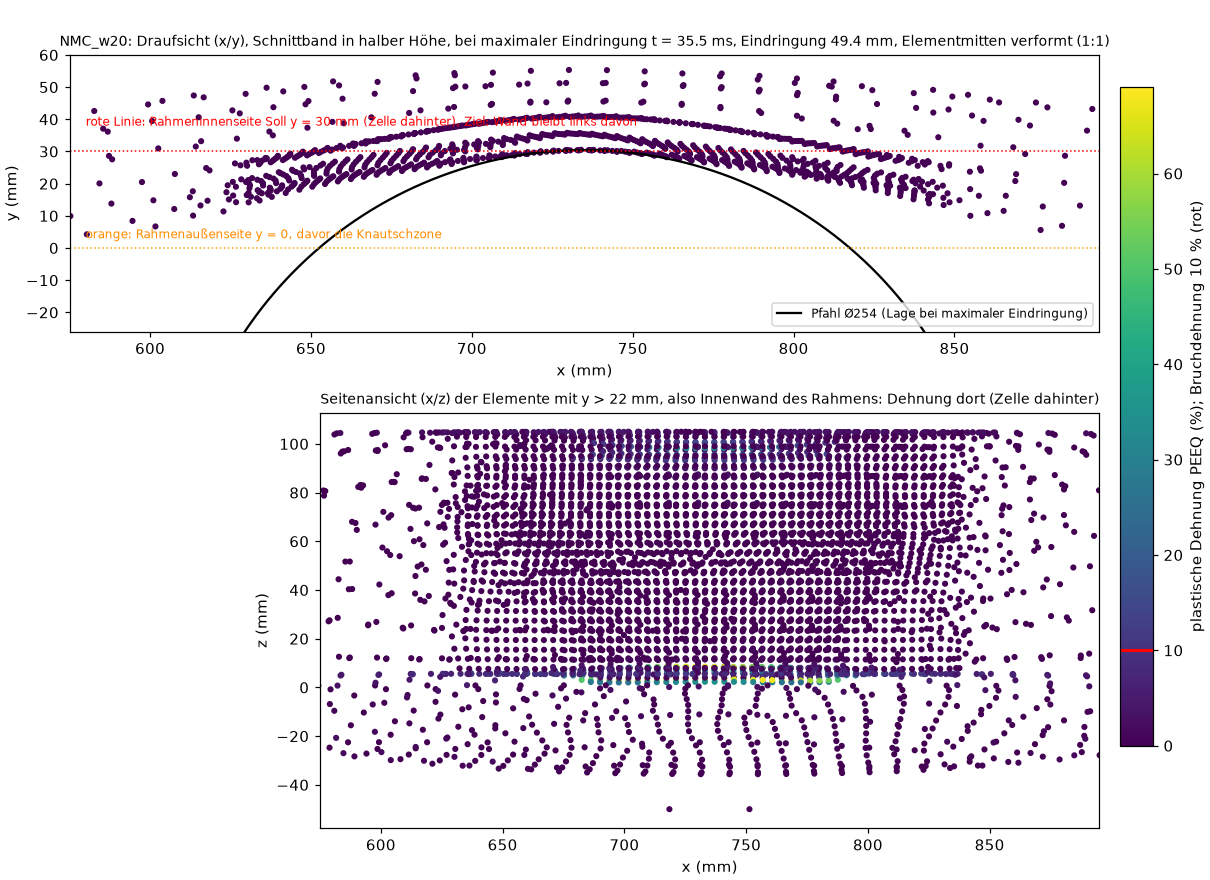 NMC_w20: Draufsicht (x/y), Schnittband in halber Höhe, bei maximaler Eindringung t = 35.5 ms, Eindringung 49.4 mm, Elementmitten verformt (1:1)
60
50
40
30
20
10
0
−10
−20
y (mm)
rote Linie: Rahmeninnenseite Soll y = 30 mm (Zelle dahinter), Ziel: Wand bleibt links davon
orange: Rahmenaußenseite y = 0, davor die Knautschzone
Pfahl Ø254 (Lage bei maximaler Eindringung)
600 650 700 750 800 850
x (mm)
Seitenansicht (x/z) der Elemente mit y > 22 mm, also Innenwand des Rahmens: Dehnung dort (Zelle dahinter)
100
80
60
40
20
0
−20
−40
z (mm)
600 650 700 750 800 850
x (mm)
60
50
40
30
20
10
0
plastische Dehnung PEEQ (%); Bruchdehnung 10 % (rot)